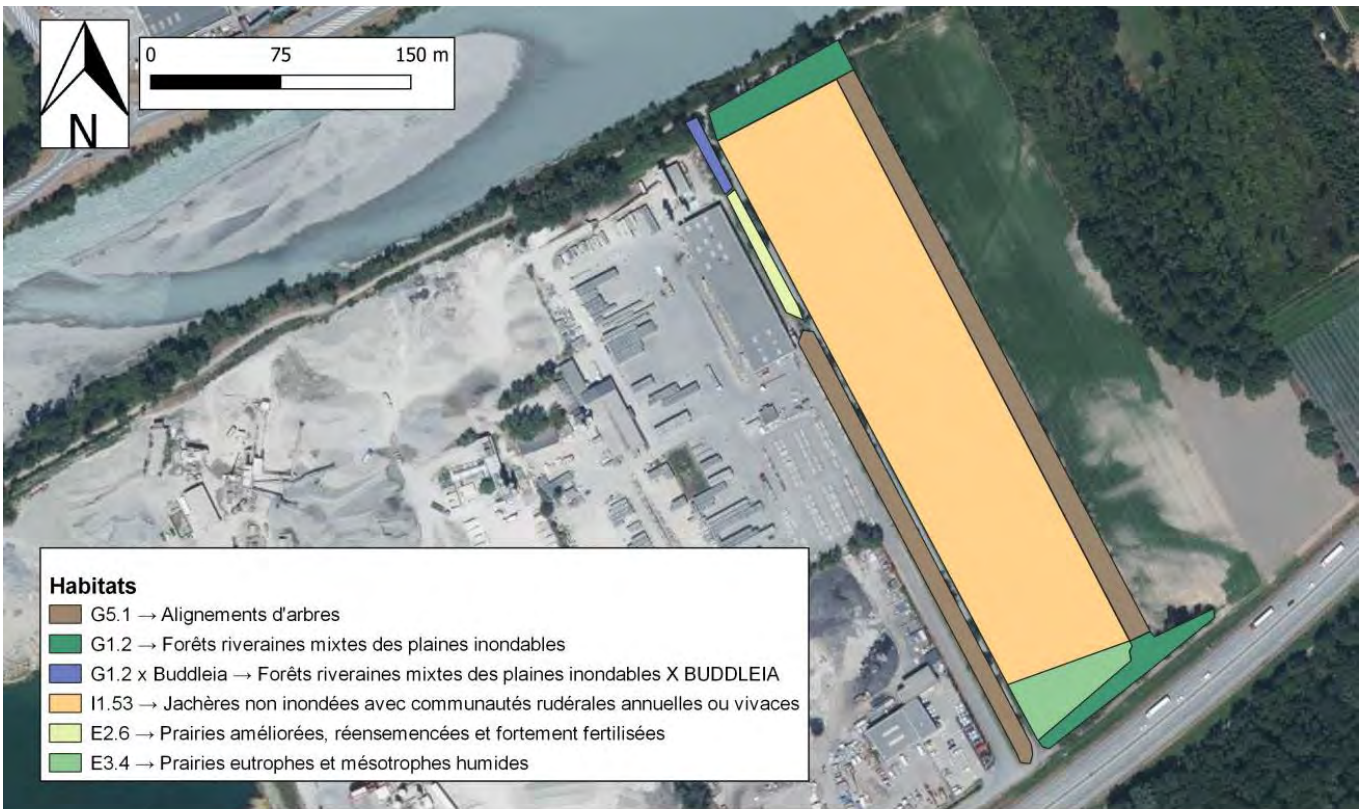 N
0 75 150 m
Habitats
G5.1 → Alignements d'arbres
G1.2 → Forêts riveraines mixtes des plaines inondables
G1.2 x Buddleia → Forêts riveraines mixtes des plaines inondables X BUDDLEIA
I1.53 → Jachères non inondées avec communautés rudérales annuelles ou vivaces
E2.6 → Prairies améliorées, réensemencées et fortement fertilisées
E3.4 → Prairies eutrophes et mésotrophes humides